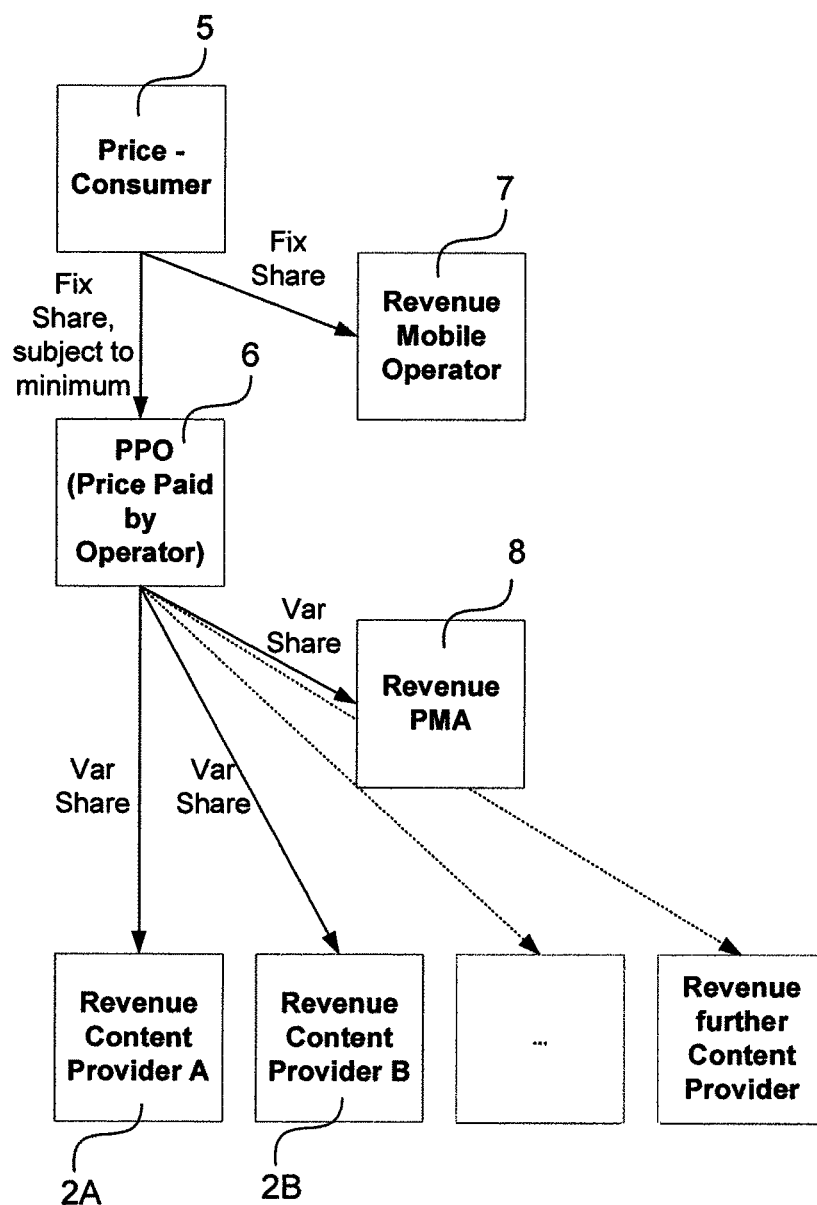 5
Price -
Consumer
7
Fix
Share
Fix
Share,
subject to
minimum
Revenue
Mobile
Operator
6
PPO
(Price Paid
by
Operator)
8
Var
Share
Revenue
PMA
Var
Share
Var
Share
Revenue
Content
Provider A
Revenue
Content
Provider B
...
Revenue
further
Content
Provider
2A
2B